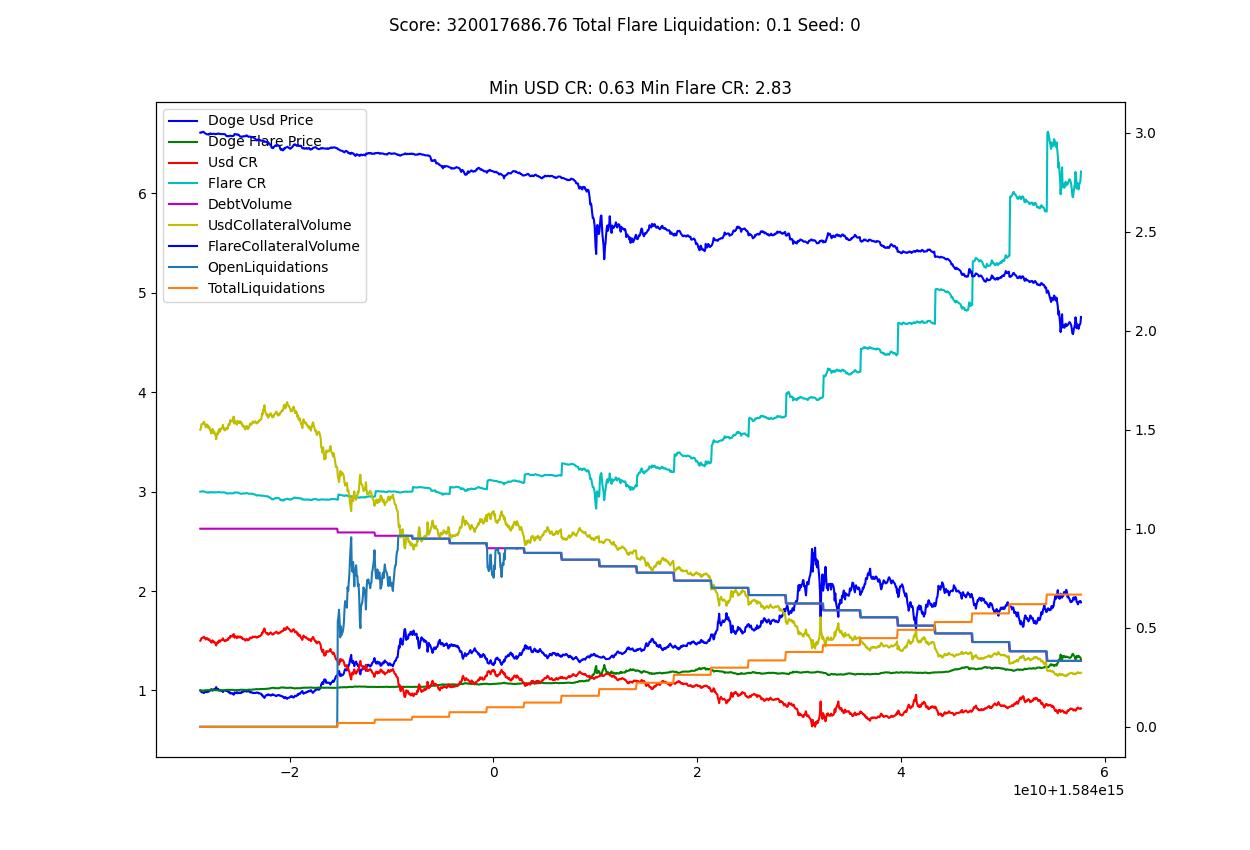 Score: 320017686.76 Total Flare Liquidation: 0.1 Seed: 0
Min USD CR: 0.63 Min Flare CR: 2.83
Doge Usd Price
Doge Flare Price
Usd CR
Flare CR
DebtVolume
UsdCollateralVolume
FlareCollateralVolume
OpenLiquidations
TotalLiquidations
6
5
4
3
2
1
3.0
2.5
2.0
1.5
1.0
0.5
0.0
−2
0
2
4
6
1e10+1.584e15